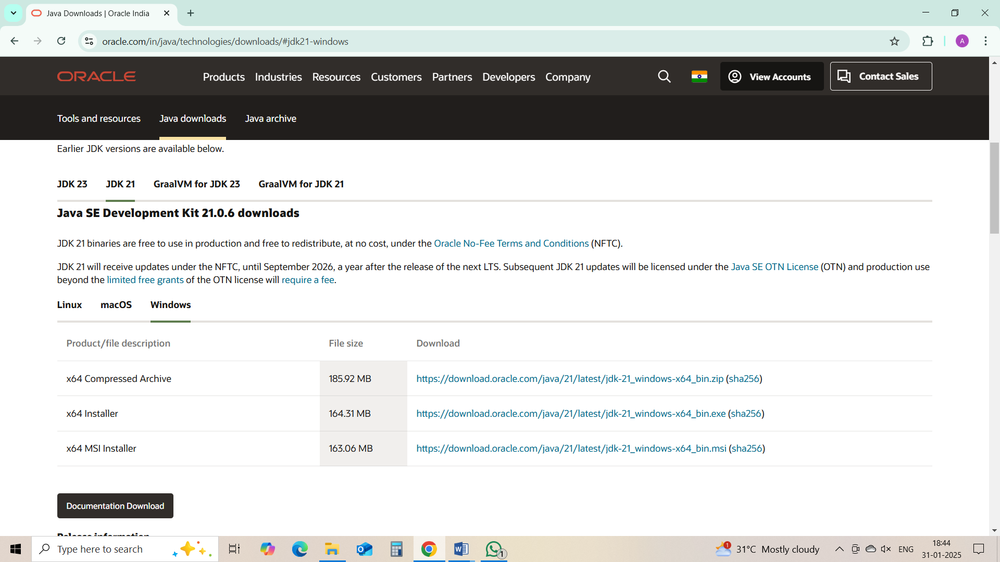 Java Downloads | Oracle India
oracle.com/in/java/technologies/downloads/#jdk21-windows
A
ORACLE
Products Industries Resources Customers Partners Developers Company
View Accounts
Contact Sales
Tools and resources Java downloads Java archive
Earlier JDK versions are available below.
JDK 23 JDK 21 GraalVM for JDK 23 GraalVM for JDK 21
Java SE Development Kit 21.0.6 downloads
JDK 21 binaries are free to use in production and free to redistribute, at no cost, under the Oracle No-Fee Terms and Conditions (NFTC).
JDK 21 will receive updates under the NFTC, until September 2026, a year after the release of the next LTS. Subsequent JDK 21 updates will be licensed under the Java SE OTN License (OTN) and production use
beyond the limited free grants of the OTN license will require a fee.
Linux macOS Windows
Product/file description File size Download
x64 Compressed Archive 185.92 MB https://download.oracle.com/java/21/latest/jdk-21_windows-x64_bin.zip (sha256)
x64 Installer 164.31 MB https://download.oracle.com/java/21/latest/jdk-21_windows-x64_bin.exe (sha256)
x64 MSI Installer 163.06 MB https://download.oracle.com/java/21/latest/jdk-21_windows-x64_bin.msi (sha256)
Documentation Download
Release information
Type here to search
1
1
31°C Mostly cloudy
ENG
18:44
31-01-2025